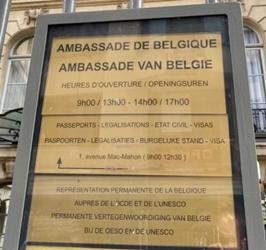 AMBASSADE DE BELGIQUE
AMBASSADE VAN BELGIE
HEURES D'OUVERTURE / OPENINGSUREN
9h00 / 13h00 - 14h00 / 17h00
PASSEPORTS - LEGALISATIONS - ETAT CIVIL - VISAS
PASPOORTEN - LEGALISATIES - BURGELIJKE STAND - VISA
1, avenue Mac-Mahon ( 9h00 12h30 )
REPRESENTATION PERMANENTE DE LA BELGIQUE
AUPRES DE L'OCDE ET DE L'UNESCO
PERMANENTE VERTEGENWOORDIGING VAN BELGIE
BIJ DE OESO EN DE UNESCO